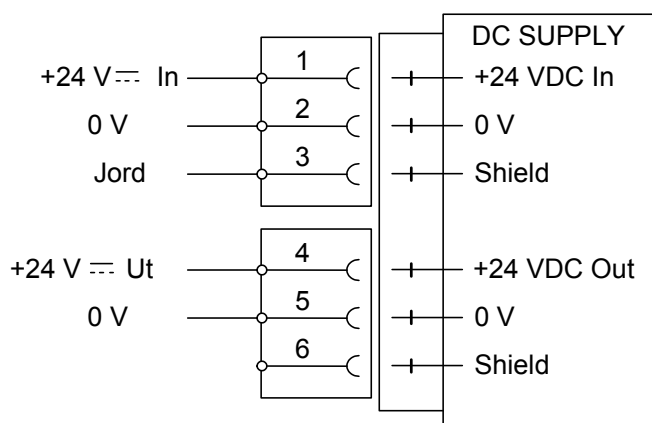 DC SUPPLY
+24 V ⎓ In 1 +24 VDC In
0 V 2 0 V
Jord 3 Shield
+24 V ⎓ Ut 4 +24 VDC Out
0 V 5 0 V
6 Shield